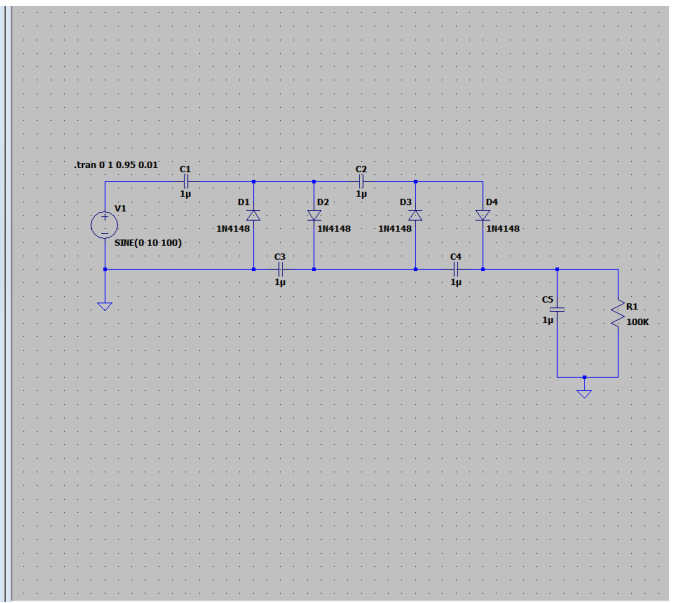 .tran 0 1 0.95 0.01
C1
1µ
C2
1µ
V1
SINE(0 10 100)
D1
1N4148
D2
1N4148
D3
1N4148
D4
1N4148
C3
1µ
C4
1µ
C5
1µ
R1
100K